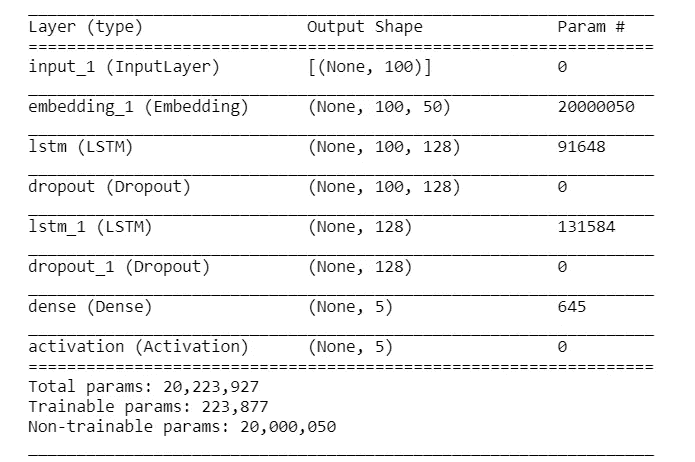 Layer (type) Output Shape Param #
input_1 (InputLayer) [(None, 100)] 0
embedding_1 (Embedding) (None, 100, 50) 20000050
lstm (LSTM) (None, 100, 128) 91648
dropout (Dropout) (None, 100, 128) 0
lstm_1 (LSTM) (None, 128) 131584
dropout_1 (Dropout) (None, 128) 0
dense (Dense) (None, 5) 645
activation (Activation) (None, 5) 0
Total params: 20,223,927
Trainable params: 223,877
Non-trainable params: 20,000,050